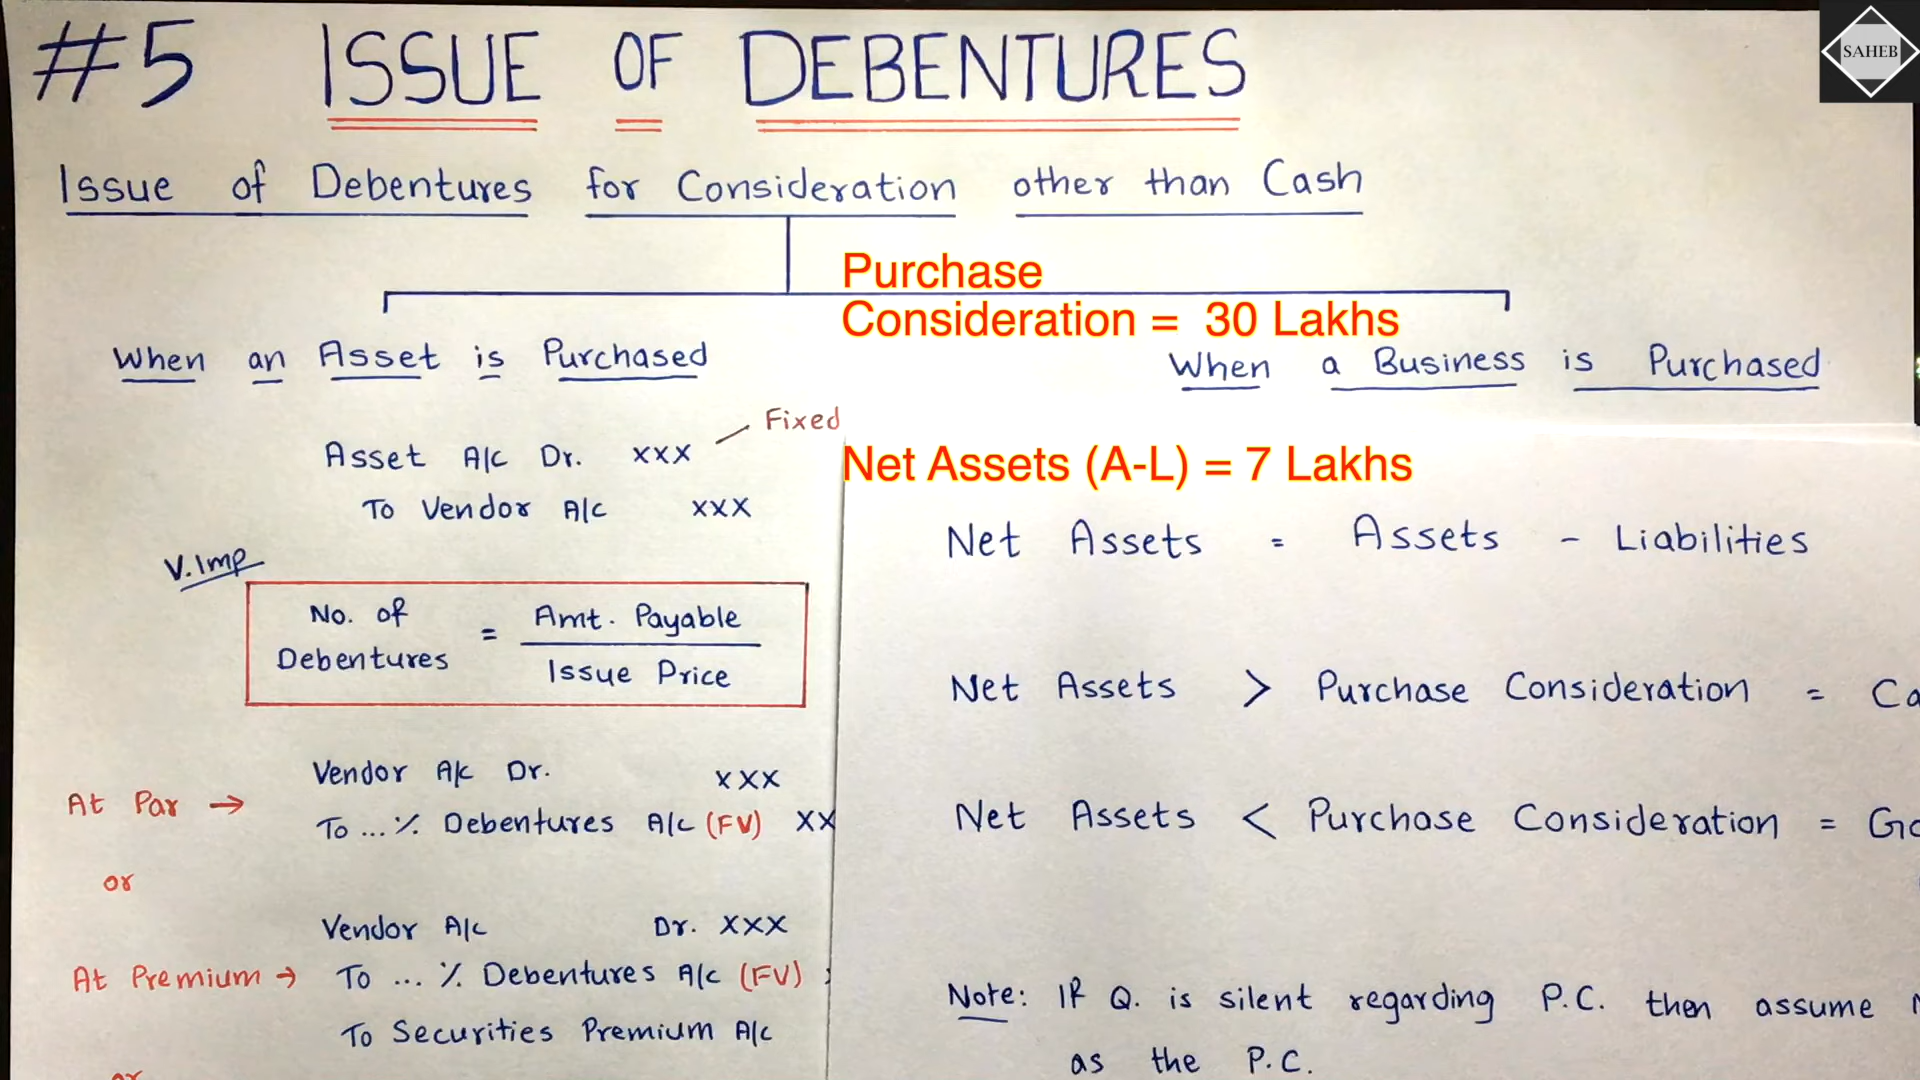 #5 ISSUE OF DEBENTURES
SAHEB
Issue of Debentures for Consideration other than Cash
Purchase
Consideration = 30 Lakhs
When an Asset is Purchased
Asset A/c Dr. xxx
Fixed
To Vendor A/c xxx
V.Imp
No. of
Debentures
=
Amt. Payable
Issue Price
At Par →
Vendor A/c Dr. xxx
To ...% Debentures A/c (FV) xx
or
At Premium →
Vendor A/c Dr. xxx
To ...% Debentures A/c (FV)
To Securities Premium A/c
or
When a Business is Purchased
Net Assets (A-L) = 7 Lakhs
Net Assets = Assets - Liabilities
Net Assets > Purchase Consideration = Ca
Net Assets < Purchase Consideration = Go
Note: If Q. is silent regarding P.C. then assume
as the P.C.